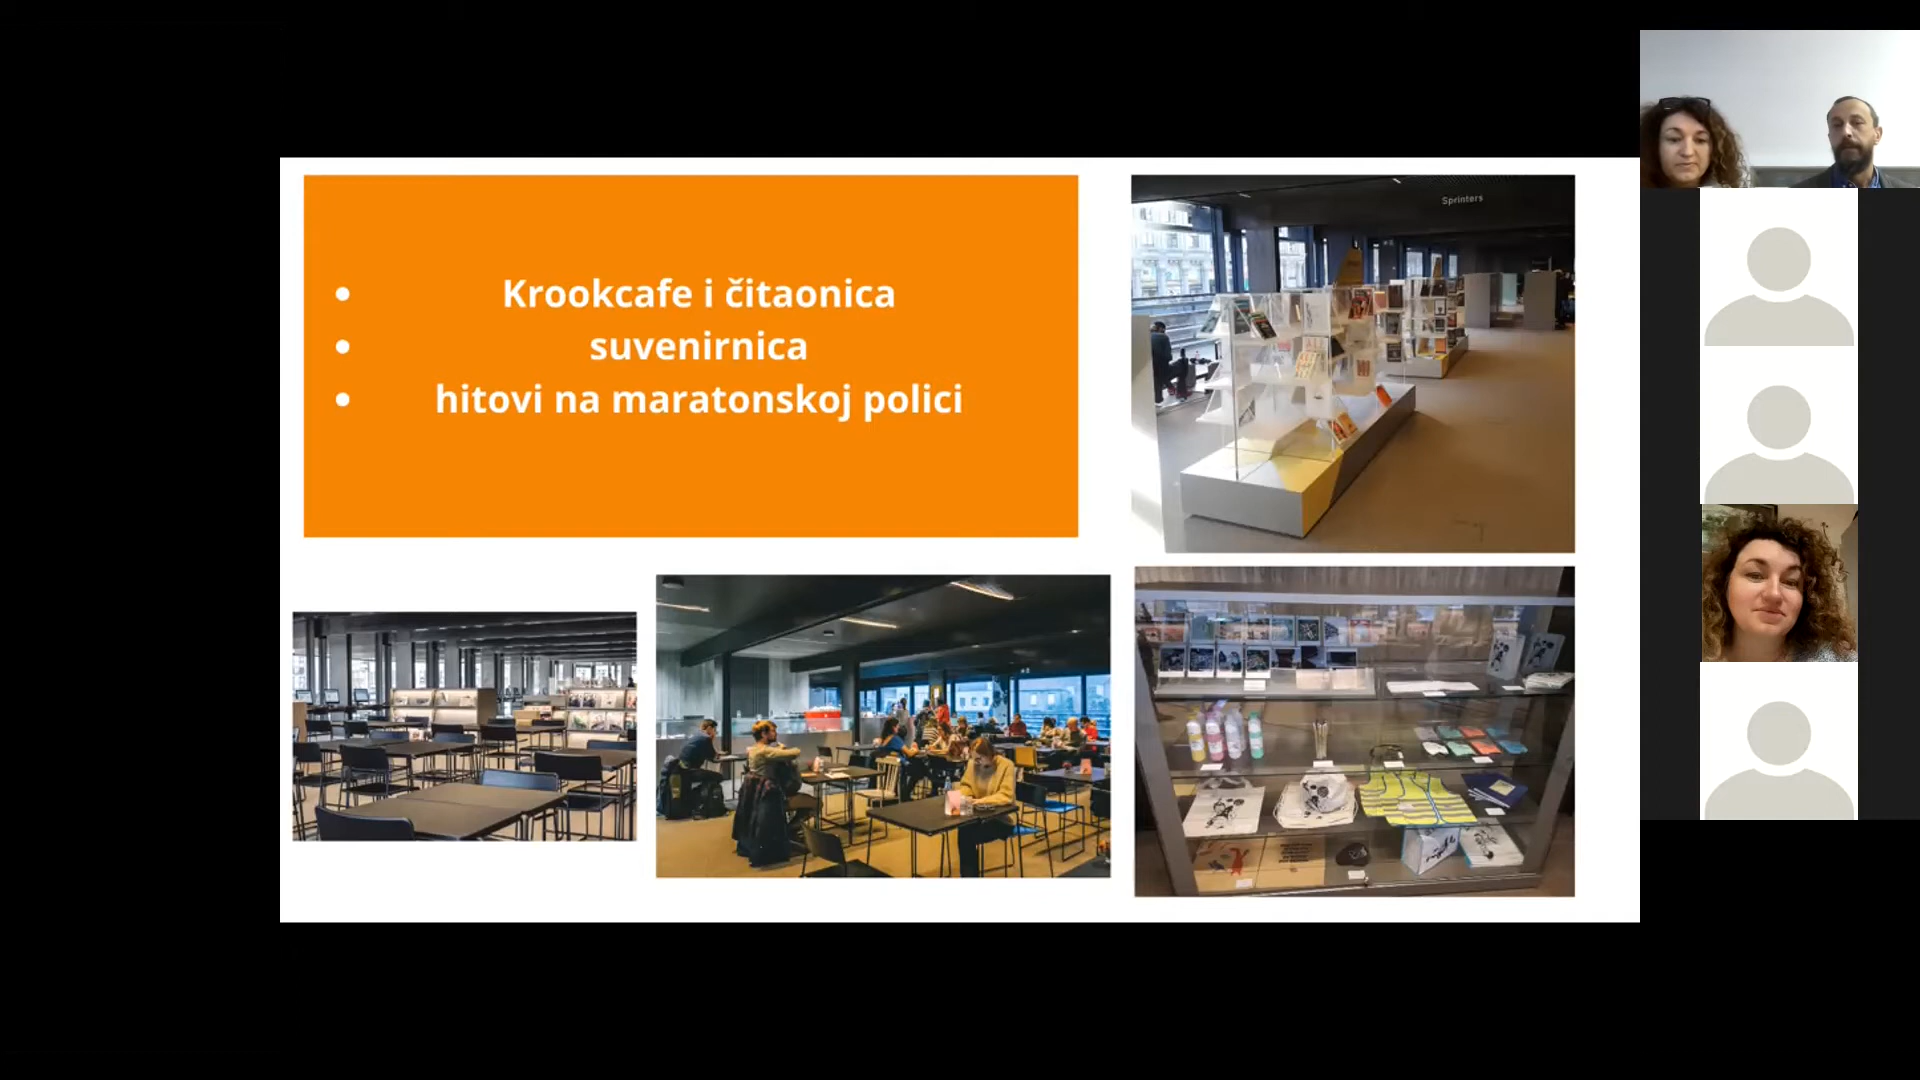 Krookcafe i čitaonica
suvenirnica
hitovi na maratonskoj polici
Sprinters